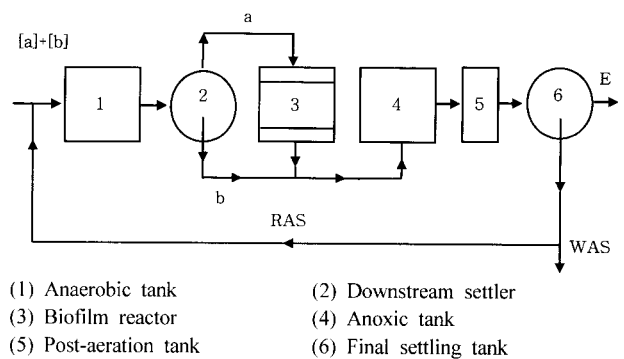 a
[a]+[b]
1
2
3
4
5
6
E
b
RAS
WAS
(1) Anaerobic tank (2) Downstream settler
(3) Biofilm reactor (4) Anoxic tank
(5) Post-aeration tank (6) Final settling tank